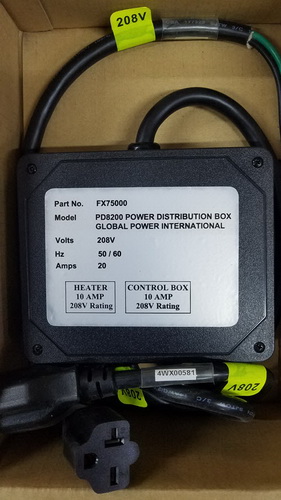 208V
Part No. FX75000
Model PD8200 POWER DISTRIBUTION BOX
GLOBAL POWER INTERNATIONAL
Volts 208V
Hz 50 / 60
Amps 20
HEATER
10 AMP
208V Rating
CONTROL BOX
10 AMP
208V Rating
4WX00581
208V